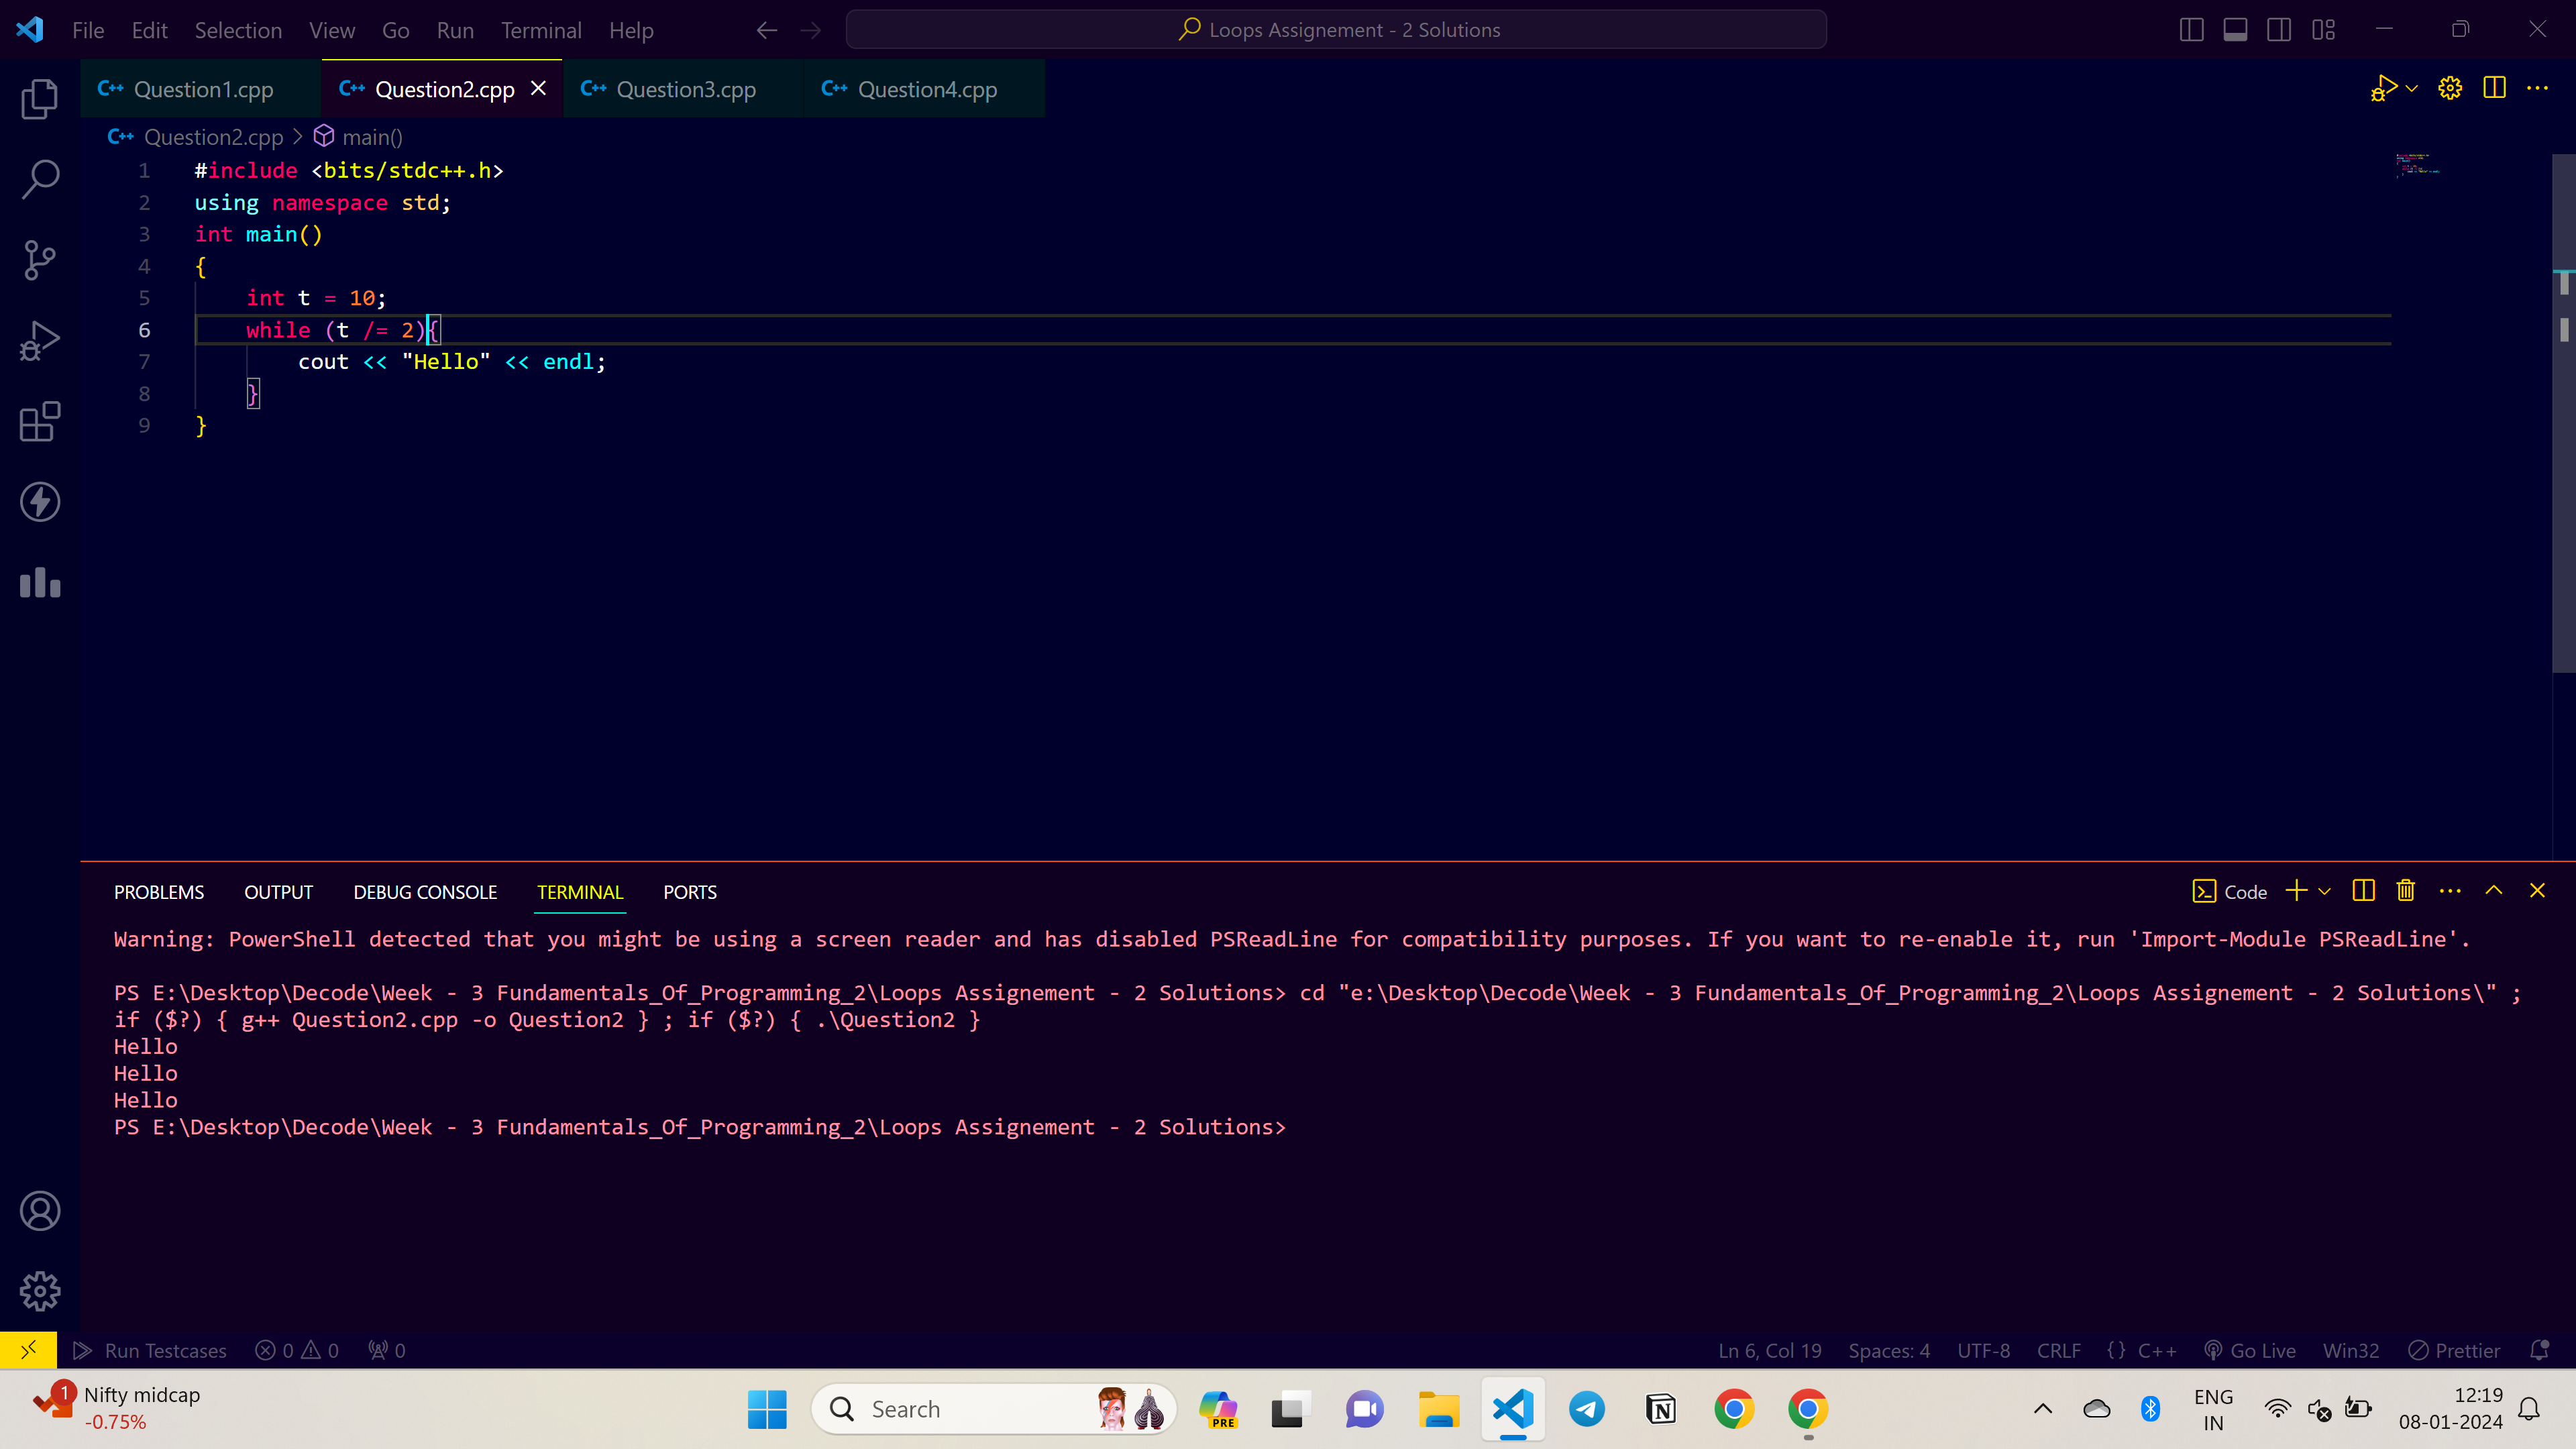 File Edit Selection View Go Run Terminal Help
Loops Assignement - 2 Solutions
C++ Question1.cpp C++ Question2.cpp C++ Question3.cpp C++ Question4.cpp
C++ Question2.cpp > main()
1 #include <bits/stdc++.h>
2 using namespace std;
3 int main()
4 {
5 int t = 10;
6 while (t /= 2){
7 cout << "Hello" << endl;
8 }
9 }
PROBLEMS OUTPUT DEBUG CONSOLE TERMINAL PORTS
Code
Warning: PowerShell detected that you might be using a screen reader and has disabled PSReadLine for compatibility purposes. If you want to re-enable it, run 'Import-Module PSReadLine'.
PS E:\Desktop\Decode\Week - 3 Fundamentals_Of_Programming_2\Loops Assignement - 2 Solutions> cd "e:\Desktop\Decode\Week - 3 Fundamentals_Of_Programming_2\Loops Assignement - 2 Solutions\" ;
if ($?) { g++ Question2.cpp -o Question2 } ; if ($?) { .\Question2 }
Hello
Hello
Hello
PS E:\Desktop\Decode\Week - 3 Fundamentals_Of_Programming_2\Loops Assignement - 2 Solutions>
Run Testcases 0 0 0 Ln 6, Col 19 Spaces: 4 UTF-8 CRLF {} C++ Go Live Win32 Prettier
1 Nifty midcap
-0.75%
Search
PRE
ENG
IN
12:19
08-01-2024